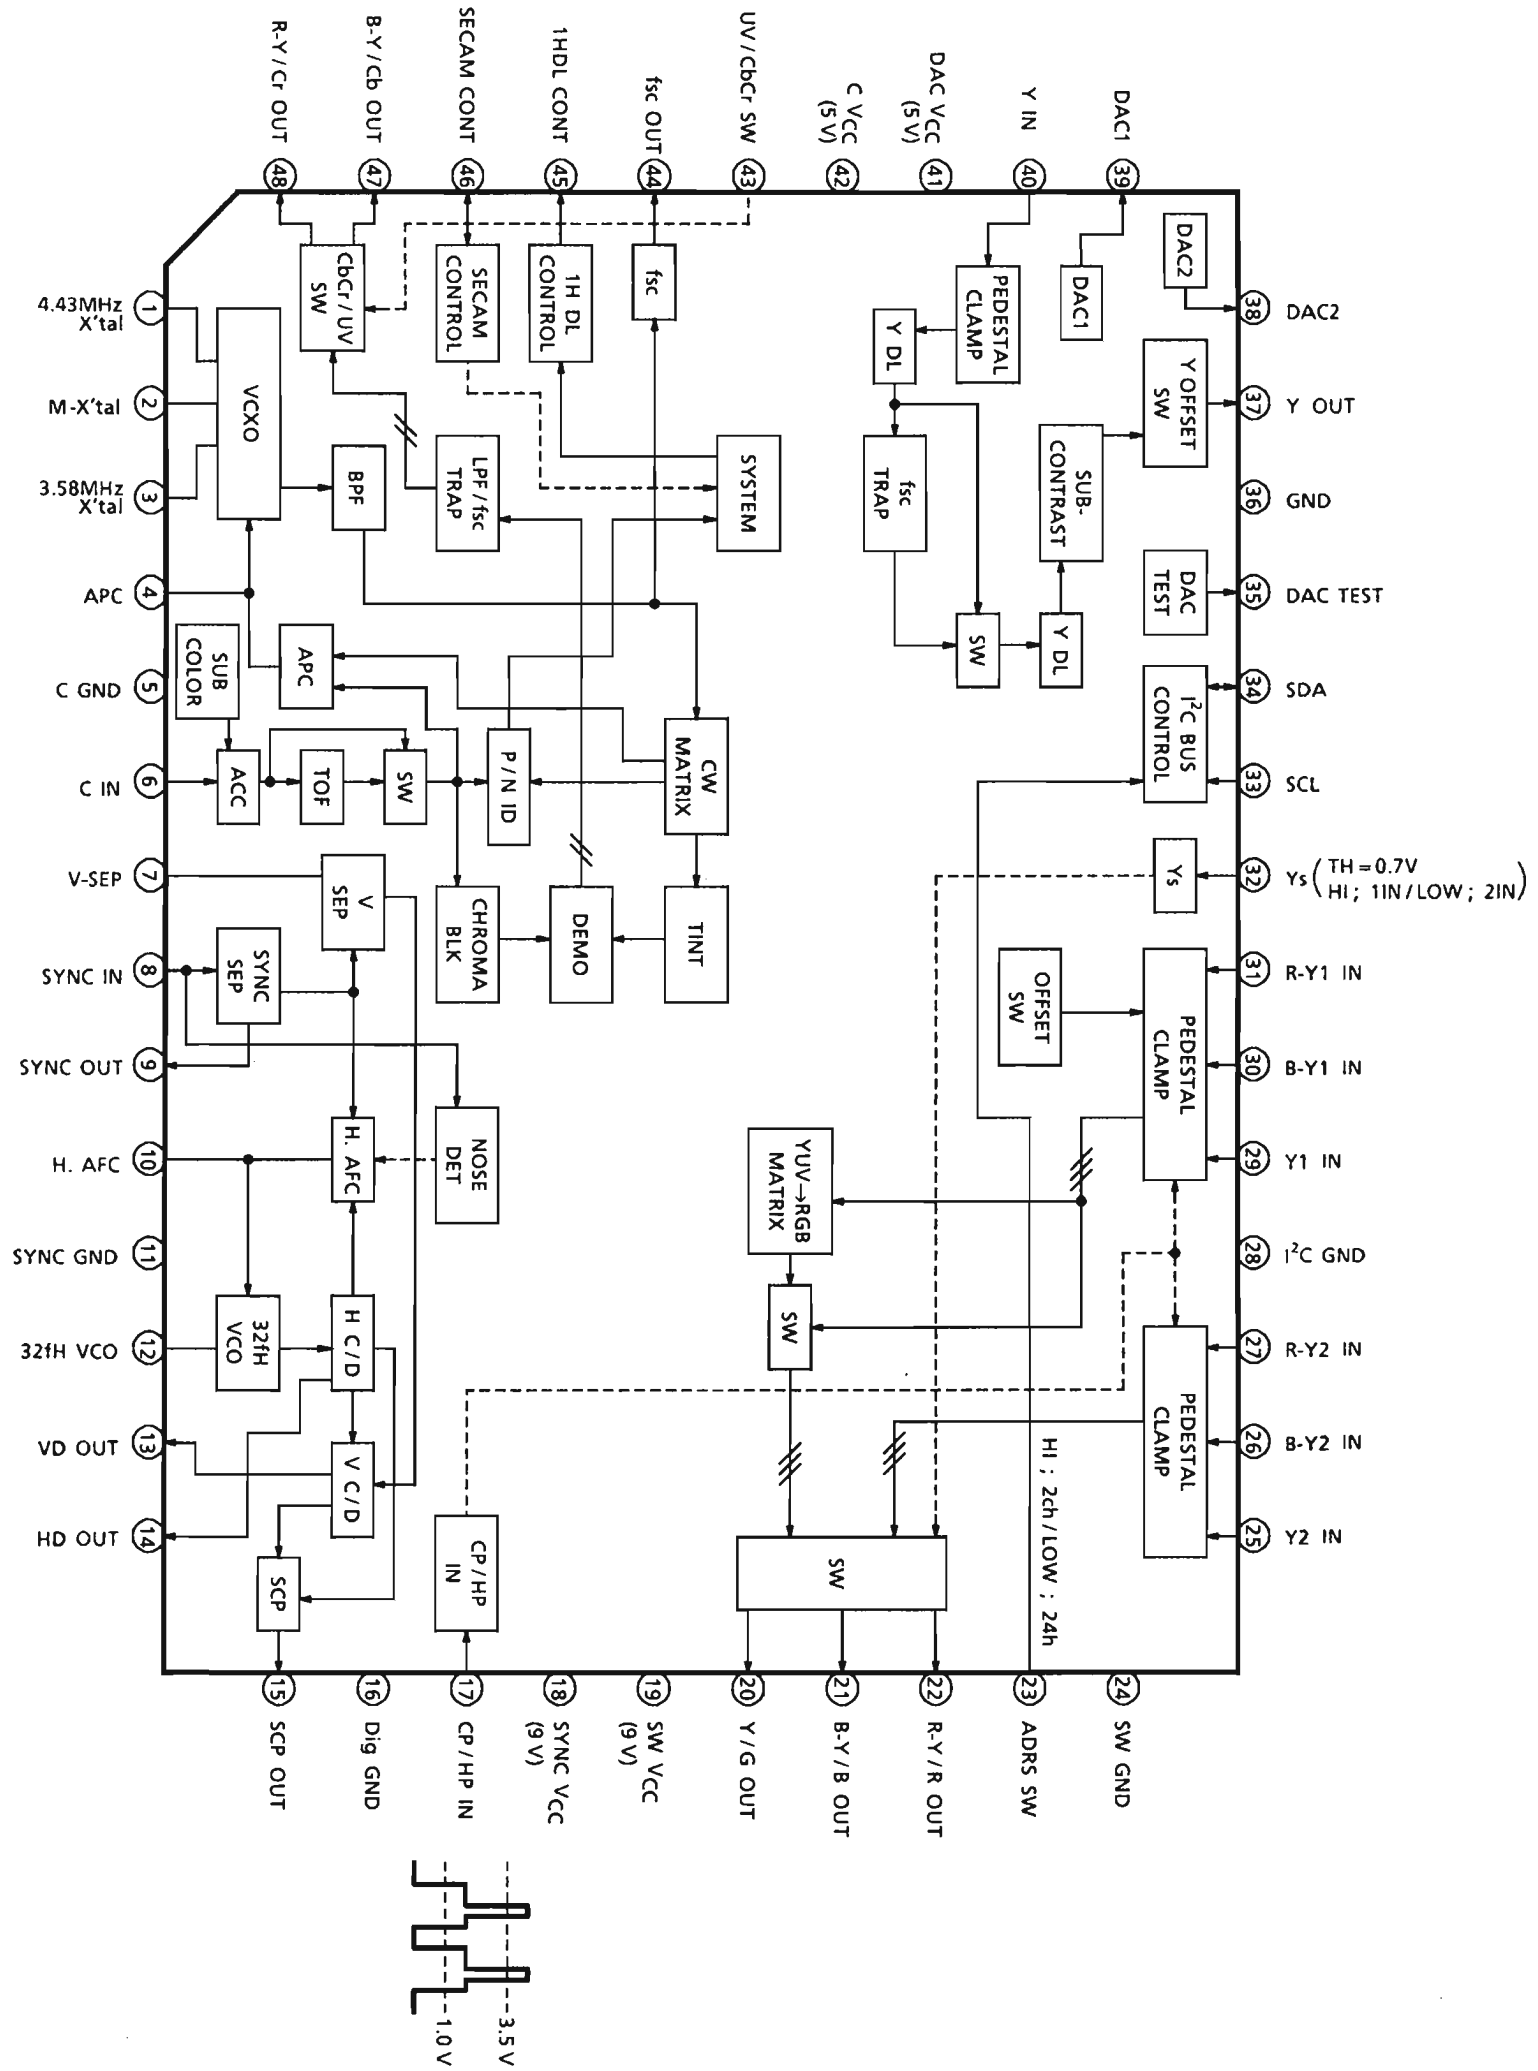 R-Y/Cr OUT
B-Y/Cb OUT
SECAM CONT
1HDL CONT
fsc OUT
UV/CbCr SW
C VCC
(5V)
DAC VCC
(5V)
Y IN
DAC1
48
47
46
45
44
43
42
41
40
39
4.43MHz
X'tal
1
M-X'tal
2
3.58MHz
X'tal
3
APC
4
C GND
5
C IN
6
V-SEP
7
SYNC IN
8
SYNC OUT
9
H. AFC
10
SYNC GND
11
32fH VCO
12
VD OUT
13
HD OUT
14
CbCr/UV
SW
SECAM
CONTROL
1H DL
CONTROL
fsc
PEDESTAL
CLAMP
Y DL
DAC1
DAC2
VCXO
BPF
LPF/fsc
TRAP
SYSTEM
fsc
TRAP
SUB-
CONTRAST
Y OFFSET
SW
DAC
TEST
SUB
COLOR
APC
SW
Y DL
I²C BUS
CONTROL
ACC
TOF
SW
P/N ID
CW
MATRIX
Ys
V
SEP
CHROMA
BLK
DEMO
TINT
SYNC
SEP
OFFSET
SW
PEDESTAL
CLAMP
H. AFC
NOSE
DET
YUV→RGB
MATRIX
32fH
VCO
H C/D
SW
PEDESTAL
CLAMP
V C/D
SCP
CP/HP
IN
SW
HI ; 2ch/LOW ; 24h
38
DAC2
37
Y OUT
36
GND
35
DAC TEST
34
SDA
33
SCL
32
Ys
TH=0.7V
HI; 1IN/LOW; 2IN
31
R-Y1 IN
30
B-Y1 IN
29
Y1 IN
28
I²C GND
27
R-Y2 IN
26
B-Y2 IN
25
Y2 IN
15
16
17
18
19
20
21
22
23
24
SCP OUT
Dig GND
CP/HP IN
SYNC VCC
(9V)
SW VCC
(9V)
Y/G OUT
B-Y/B OUT
R-Y/R OUT
ADRS SW
SW GND
1.0V
3.5V